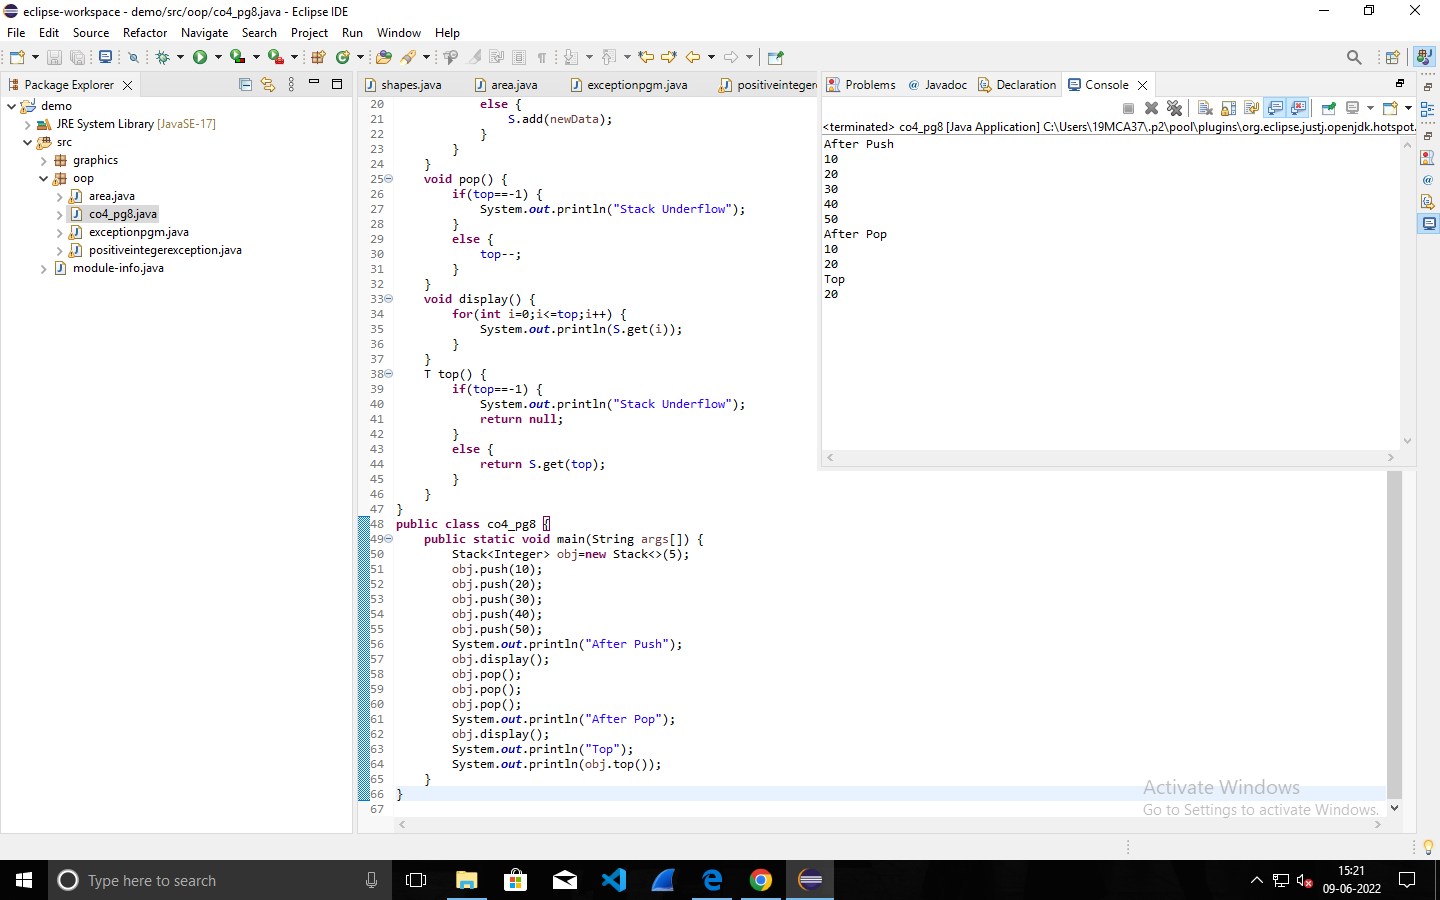 eclipse-workspace - demo/src/oop/co4_pg8.java - Eclipse IDE
File Edit Source Refactor Navigate Search Project Run Window Help
Package Explorer
demo
JRE System Library [JavaSE-17]
src
graphics
oop
area.java
co4_pg8.java
exceptionpgm.java
positiveintegerexception.java
module-info.java
shapes.java area.java exceptionpgm.java positiveinteger
20 else {
21 S.add(newData);
22 }
23 }
24 }
25 void pop() {
26 if(top==-1) {
27 System.out.println("Stack Underflow");
28 }
29 else {
30 top--;
31 }
32 }
33 void display() {
34 for(int i=0;i<=top;i++) {
35 System.out.println(S.get(i));
36 }
37 }
38 T top() {
39 if(top==-1) {
40 System.out.println("Stack Underflow");
41 return null;
42 }
43 else {
44 return S.get(top);
45 }
46 }
47 }
48 public class co4_pg8 {
49 public static void main(String args[]) {
50 Stack<Integer> obj=new Stack<>(5);
51 obj.push(10);
52 obj.push(20);
53 obj.push(30);
54 obj.push(40);
55 obj.push(50);
56 System.out.println("After Push");
57 obj.display();
58 obj.pop();
59 obj.pop();
60 obj.pop();
61 System.out.println("After Pop");
62 obj.display();
63 System.out.println("Top");
64 System.out.println(obj.top());
65 }
66 }
67
Problems @ Javadoc Declaration Console
<terminated> co4_pg8 [Java Application] C:\Users\19MCA37\.p2\pool\plugins\org.eclipse.justj.openjdk.hotspot.
After Push
10
20
30
40
50
After Pop
10
20
Top
20
Activate Windows
Go to Settings to activate Windows.
Type here to search
15:21
09-06-2022